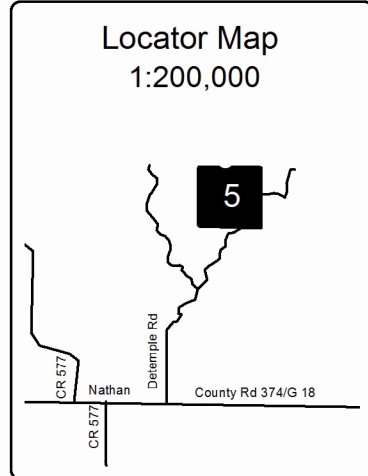 Locator Map
1:200,000
5
Detemple Rd
CR 577
Nathan
County Rd 374/G 18
CR 577